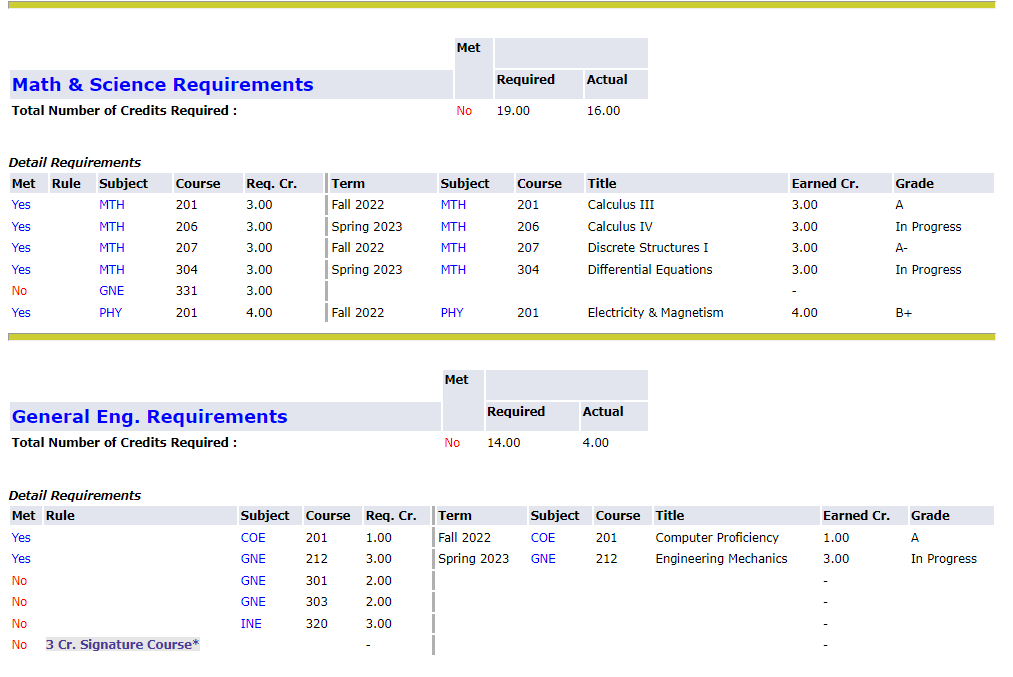 Met
Required Actual
Math & Science Requirements
Total Number of Credits Required : No 19.00 16.00
Detail Requirements
Met Rule Subject Course Req. Cr. Term Subject Course Title Earned Cr. Grade
Yes MTH 201 3.00 Fall 2022 MTH 201 Calculus III 3.00 A
Yes MTH 206 3.00 Spring 2023 MTH 206 Calculus IV 3.00 In Progress
Yes MTH 207 3.00 Fall 2022 MTH 207 Discrete Structures I 3.00 A-
Yes MTH 304 3.00 Spring 2023 MTH 304 Differential Equations 3.00 In Progress
No GNE 331 3.00 -
Yes PHY 201 4.00 Fall 2022 PHY 201 Electricity & Magnetism 4.00 B+
Met
Required Actual
General Eng. Requirements
Total Number of Credits Required : No 14.00 4.00
Detail Requirements
Met Rule Subject Course Req. Cr. Term Subject Course Title Earned Cr. Grade
Yes COE 201 1.00 Fall 2022 COE 201 Computer Proficiency 1.00 A
Yes GNE 212 3.00 Spring 2023 GNE 212 Engineering Mechanics 3.00 In Progress
No GNE 301 2.00 -
No GNE 303 2.00 -
No INE 320 3.00 -
No 3 Cr. Signature Course* - -